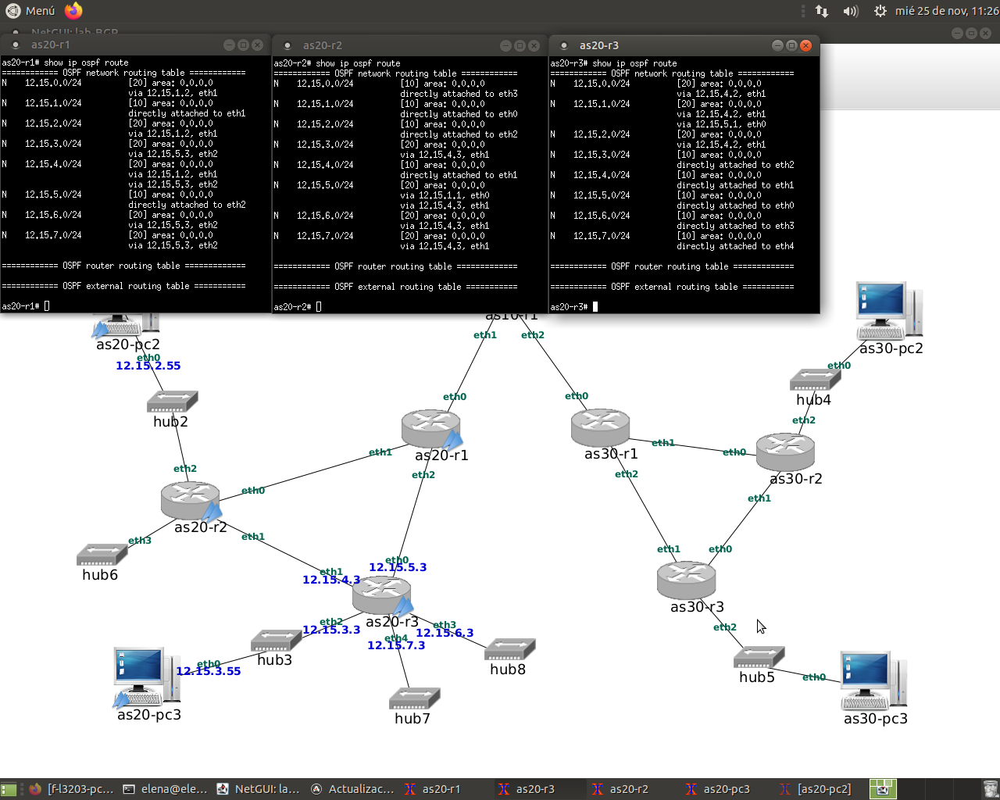 Menú
mié 25 de nov, 11:26
NetGUI: lab-BGP
as20-r1
as20-r1# show ip ospf route
============ OSPF network routing table ============
N    12.15.0.0/24          [20] area: 0.0.0.0
                           via 12.15.1.2, eth1
N    12.15.1.0/24          [10] area: 0.0.0.0
                           directly attached to eth1
N    12.15.2.0/24          [20] area: 0.0.0.0
                           via 12.15.1.2, eth1
N    12.15.3.0/24          [20] area: 0.0.0.0
                           via 12.15.5.3, eth2
N    12.15.4.0/24          [20] area: 0.0.0.0
                           via 12.15.1.2, eth1
                           via 12.15.5.3, eth2
N    12.15.5.0/24          [10] area: 0.0.0.0
                           directly attached to eth2
N    12.15.6.0/24          [20] area: 0.0.0.0
                           via 12.15.5.3, eth2
N    12.15.7.0/24          [20] area: 0.0.0.0
                           via 12.15.5.3, eth2
============ OSPF router routing table =============
============ OSPF external routing table ===========
as20-r1#
as20-r2
as20-r2# show ip ospf route
============ OSPF network routing table ============
N    12.15.0.0/24          [10] area: 0.0.0.0
                           directly attached to eth3
N    12.15.1.0/24          [10] area: 0.0.0.0
                           directly attached to eth0
N    12.15.2.0/24          [10] area: 0.0.0.0
                           directly attached to eth2
N    12.15.3.0/24          [20] area: 0.0.0.0
                           via 12.15.4.3, eth1
N    12.15.4.0/24          [10] area: 0.0.0.0
                           directly attached to eth1
N    12.15.5.0/24          [20] area: 0.0.0.0
                           via 12.15.1.1, eth0
                           via 12.15.4.3, eth1
N    12.15.6.0/24          [20] area: 0.0.0.0
                           via 12.15.4.3, eth1
N    12.15.7.0/24          [20] area: 0.0.0.0
                           via 12.15.4.3, eth1
============ OSPF router routing table =============
============ OSPF external routing table ===========
as20-r2#
as20-r3
as20-r3# show ip ospf route
============ OSPF network routing table ============
N    12.15.0.0/24          [20] area: 0.0.0.0
                           via 12.15.4.2, eth1
N    12.15.1.0/24          [20] area: 0.0.0.0
                           via 12.15.4.2, eth1
                           via 12.15.5.1, eth0
N    12.15.2.0/24          [20] area: 0.0.0.0
                           via 12.15.4.2, eth1
N    12.15.3.0/24          [10] area: 0.0.0.0
                           directly attached to eth2
N    12.15.4.0/24          [10] area: 0.0.0.0
                           directly attached to eth1
N    12.15.5.0/24          [10] area: 0.0.0.0
                           directly attached to eth0
N    12.15.6.0/24          [10] area: 0.0.0.0
                           directly attached to eth3
N    12.15.7.0/24          [10] area: 0.0.0.0
                           directly attached to eth4
============ OSPF router routing table =============
============ OSPF external routing table ===========
as20-r3#
as10-r1
eth1
eth2
as20-pc2
eth0
12.15.2.55
hub2
eth2
eth0
as20-r1
eth1
eth2
eth0
as30-r1
eth1
eth2
as30-pc2
eth0
hub4
eth2
eth0
as30-r2
eth1
eth0
as20-r2
eth3
eth1
hub6
eth0
12.15.5.3
eth1
12.15.4.3
as20-r3
eth2
12.15.3.3
eth3
12.15.6.3
eth4
12.15.7.3
hub3
hub8
hub7
eth0
12.15.3.55
as20-pc3
eth1
eth0
as30-r3
eth2
hub5
eth0
as30-pc3
[f-l3203-pc...
elena@ele...
NetGUI: la...
Actualizac...
as20-r1
as20-r3
as20-r2
as20-pc3
[as20-pc2]